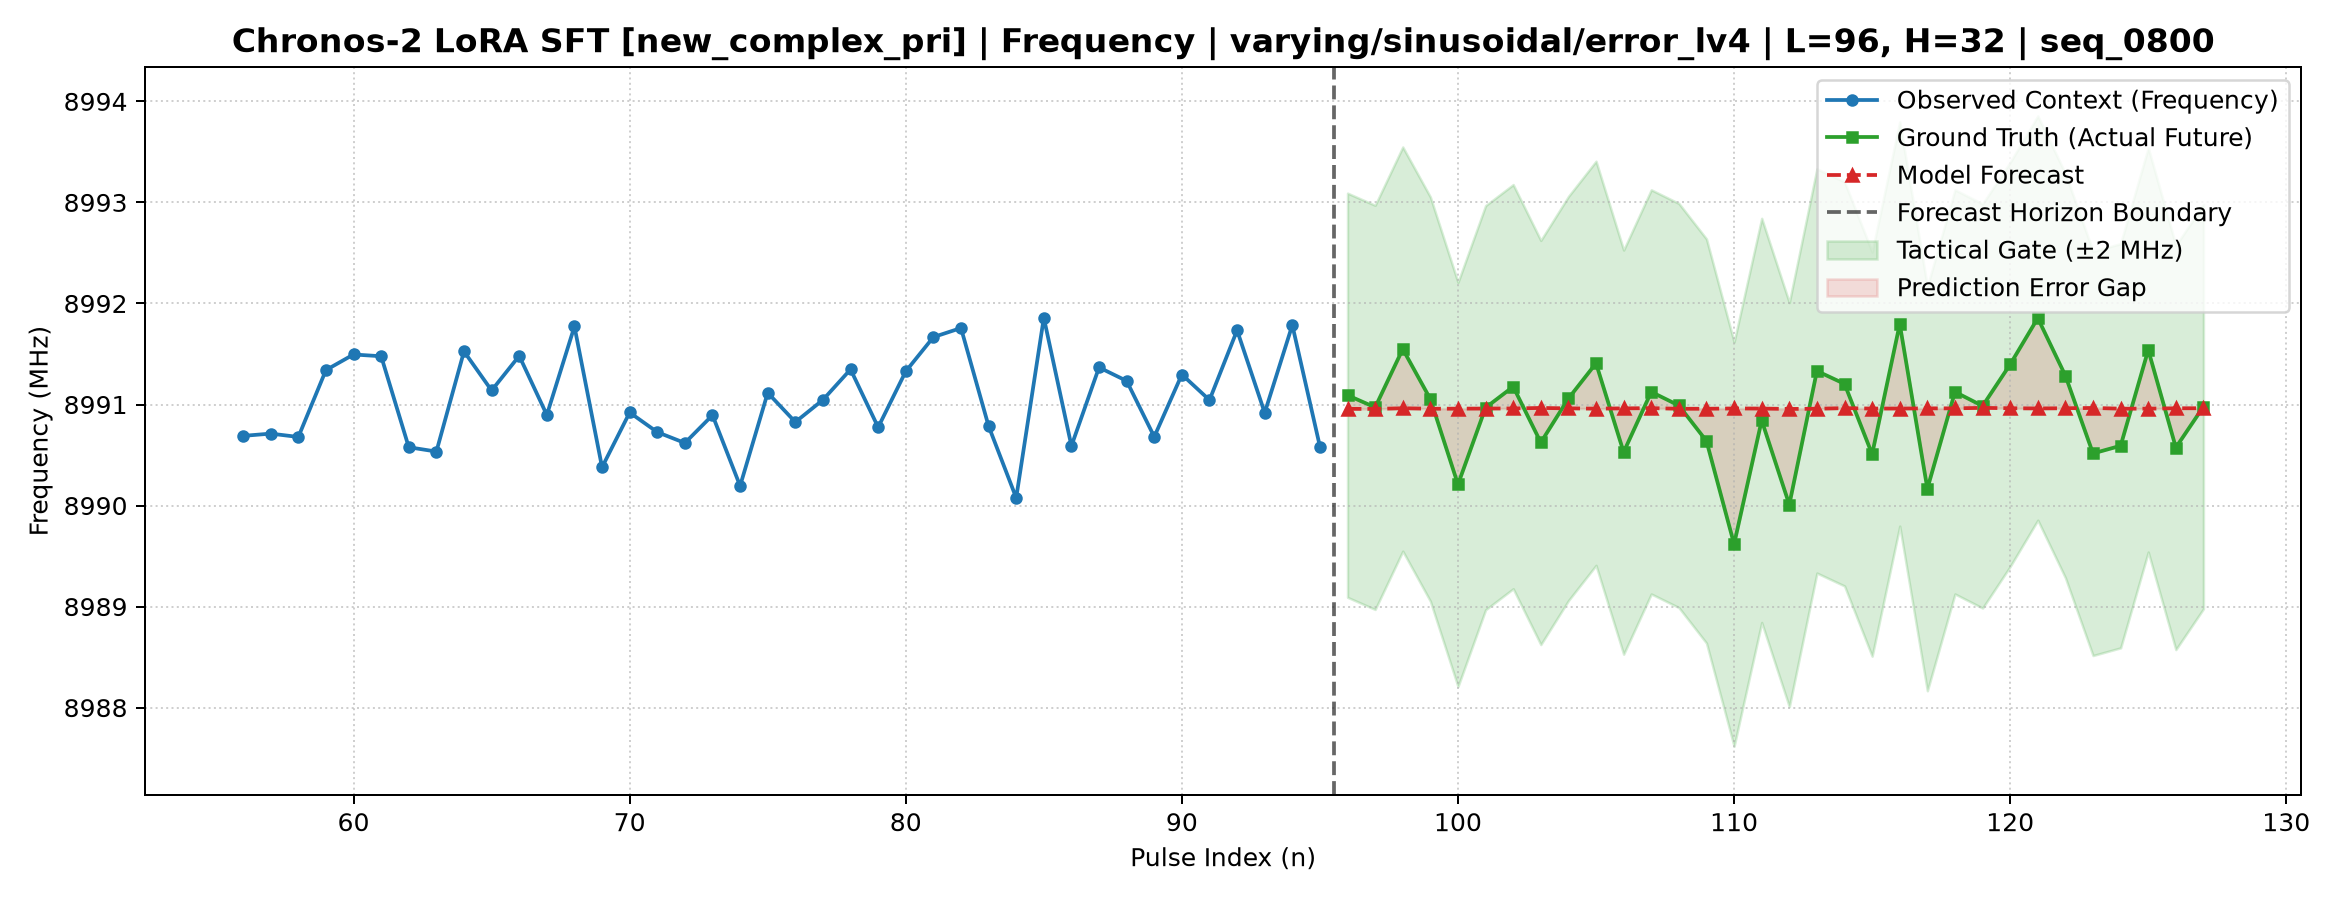 Chronos-2 LoRA SFT [new_complex_pri] | Frequency | varying/sinusoidal/error_lv4 | L=96, H=32 | seq_0800
Observed Context (Frequency)
Ground Truth (Actual Future)
Model Forecast
Forecast Horizon Boundary
Tactical Gate (±2 MHz)
Prediction Error Gap
Frequency (MHz)
8994
8993
8992
8991
8990
8989
8988
60
70
80
90
100
110
120
130
Pulse Index (n)